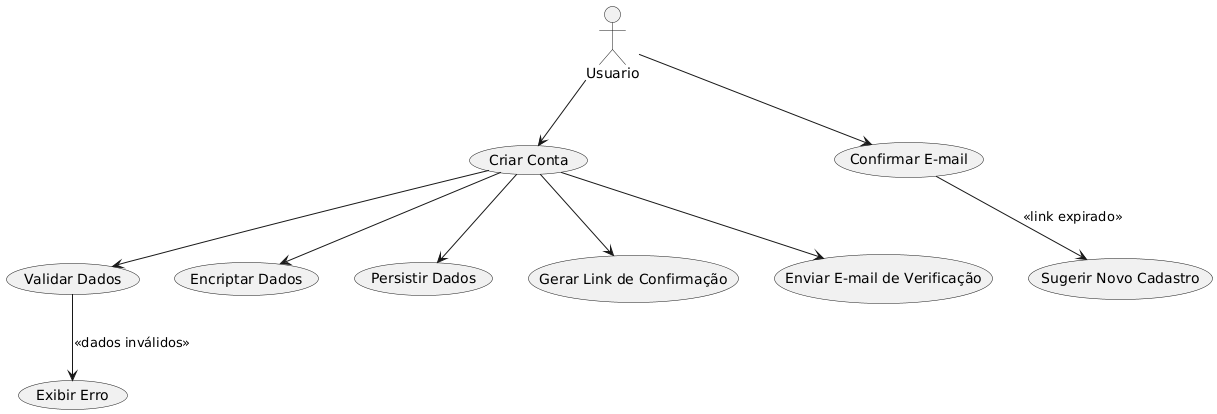 Usuario
Criar Conta
Confirmar E-mail
«link expirado»
Validar Dados
Encriptar Dados
Persistir Dados
Gerar Link de Confirmação
Enviar E-mail de Verificação
Sugerir Novo Cadastro
«dados inválidos»
Exibir Erro